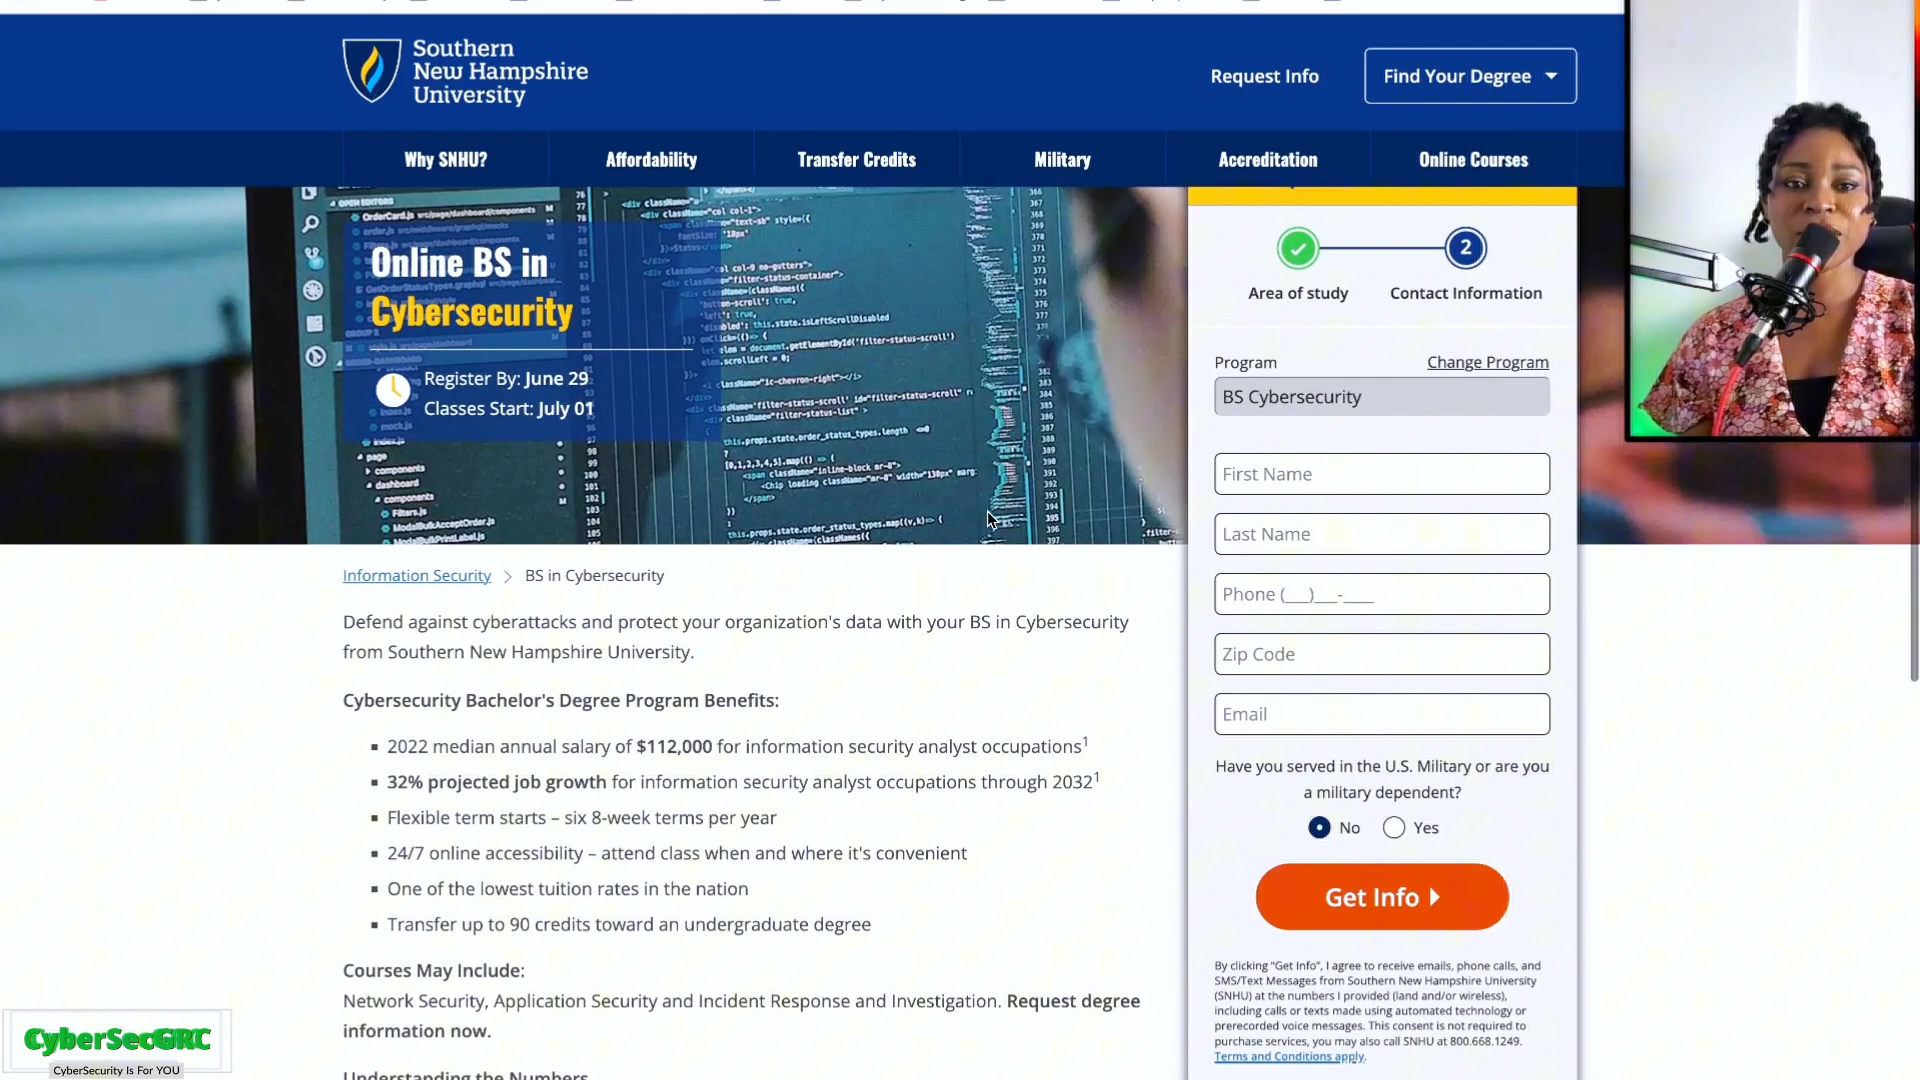 Southern
New Hampshire
University
Request Info
Find Your Degree
Why SNHU?
Affordability
Transfer Credits
Military
Accreditation
Online Courses
Online BS in
Cybersecurity
Register By: June 29
Classes Start: July 01
Information Security > BS in Cybersecurity
Defend against cyberattacks and protect your organization's data with your BS in Cybersecurity
from Southern New Hampshire University.
Cybersecurity Bachelor's Degree Program Benefits:
2022 median annual salary of $112,000 for information security analyst occupations1
32% projected job growth for information security analyst occupations through 20321
Flexible term starts – six 8-week terms per year
24/7 online accessibility – attend class when and where it's convenient
One of the lowest tuition rates in the nation
Transfer up to 90 credits toward an undergraduate degree
Courses May Include:
Network Security, Application Security and Incident Response and Investigation. Request degree
information now.
Understanding the Numbers
2
Area of study
Contact Information
Program
Change Program
BS Cybersecurity
First Name
Last Name
Phone (___)___-____
Zip Code
Email
Have you served in the U.S. Military or are you
a military dependent?
No
Yes
Get Info
By clicking “Get Info”, I agree to receive emails, phone calls, and
SMS/Text Messages from Southern New Hampshire University
(SNHU) at the numbers I provided (land and/or wireless),
including calls or texts made using automated technology or
prerecorded voice messages. This consent is not required to
purchase services, you may also call SNHU at 800.668.1249.
Terms and Conditions apply.
CyberSecGRC
CyberSecurity Is For YOU